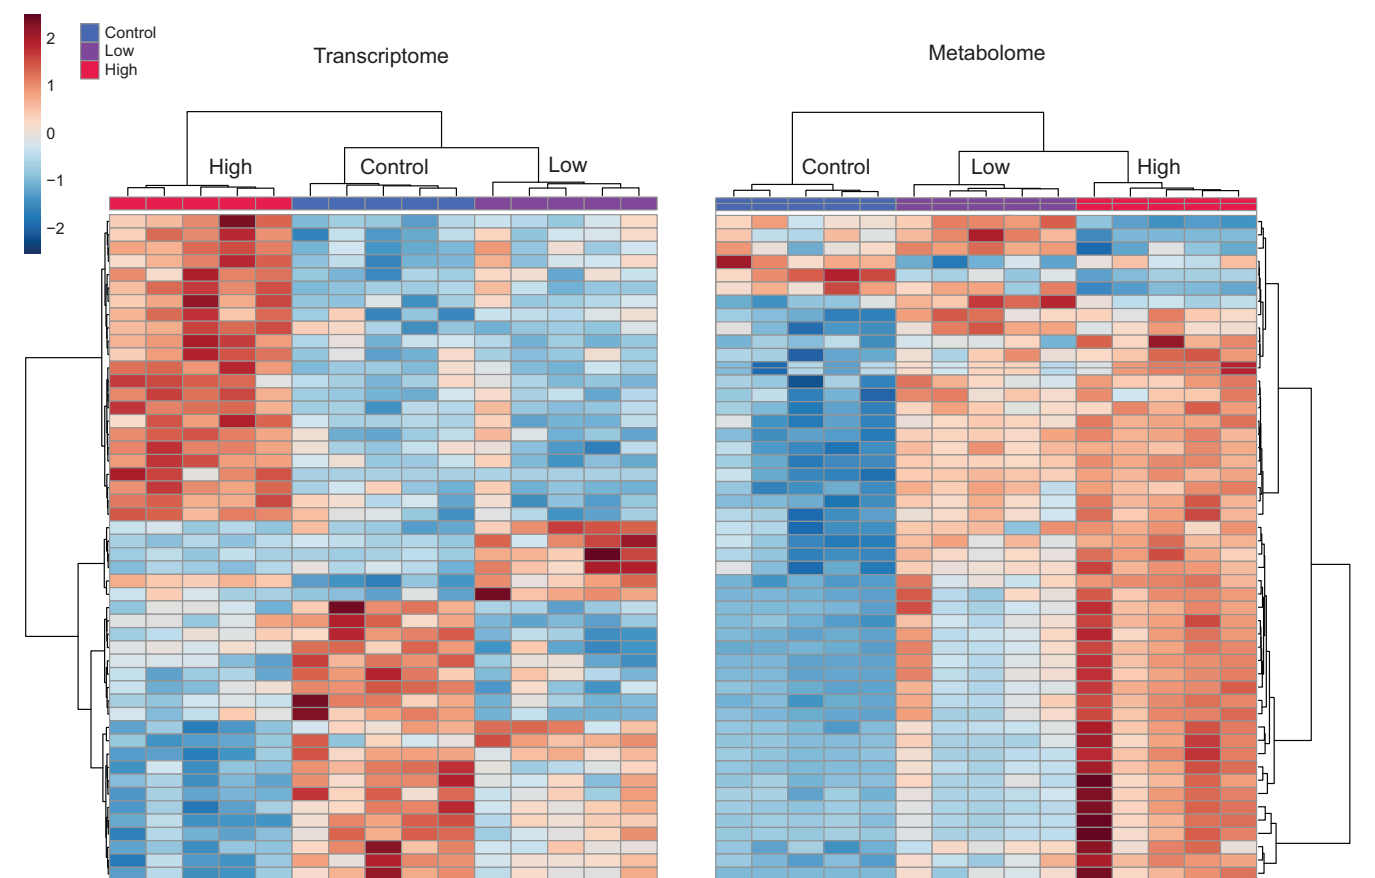 2
1
0
−1
−2
Control
Low
High
Transcriptome
Metabolome
High
Control
Low
Control
Low
High